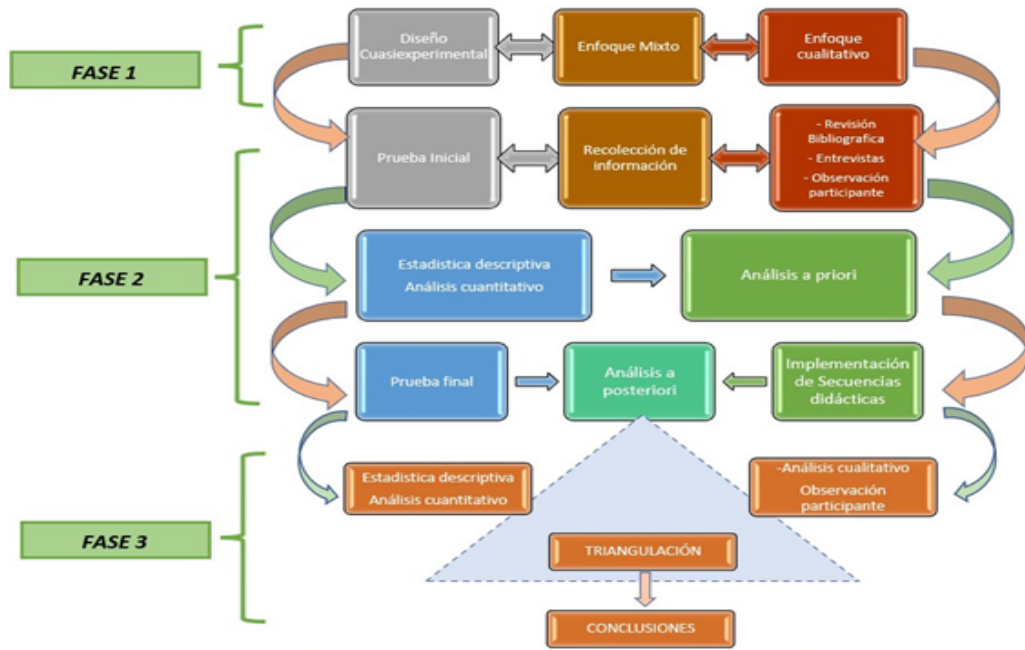 FASE 1
Diseño
Cuasiexperimental
Enfoque Mixto
Enfoque
cualitativo
FASE 2
Prueba Inicial
Recolección de
información
- Revisión
Bibliografica
- Entrevistas
- Observación
participante
Estadistica descriptiva
Análisis cuantitativo
Análisis a priori
Prueba final
Análisis a
posteriori
Implementación
de Secuencias
didácticas
FASE 3
Estadistica descriptiva
Análisis cuantitativo
-Análisis cualitativo
Observación
participante
TRIANGULACIÓN
CONCLUSIONES